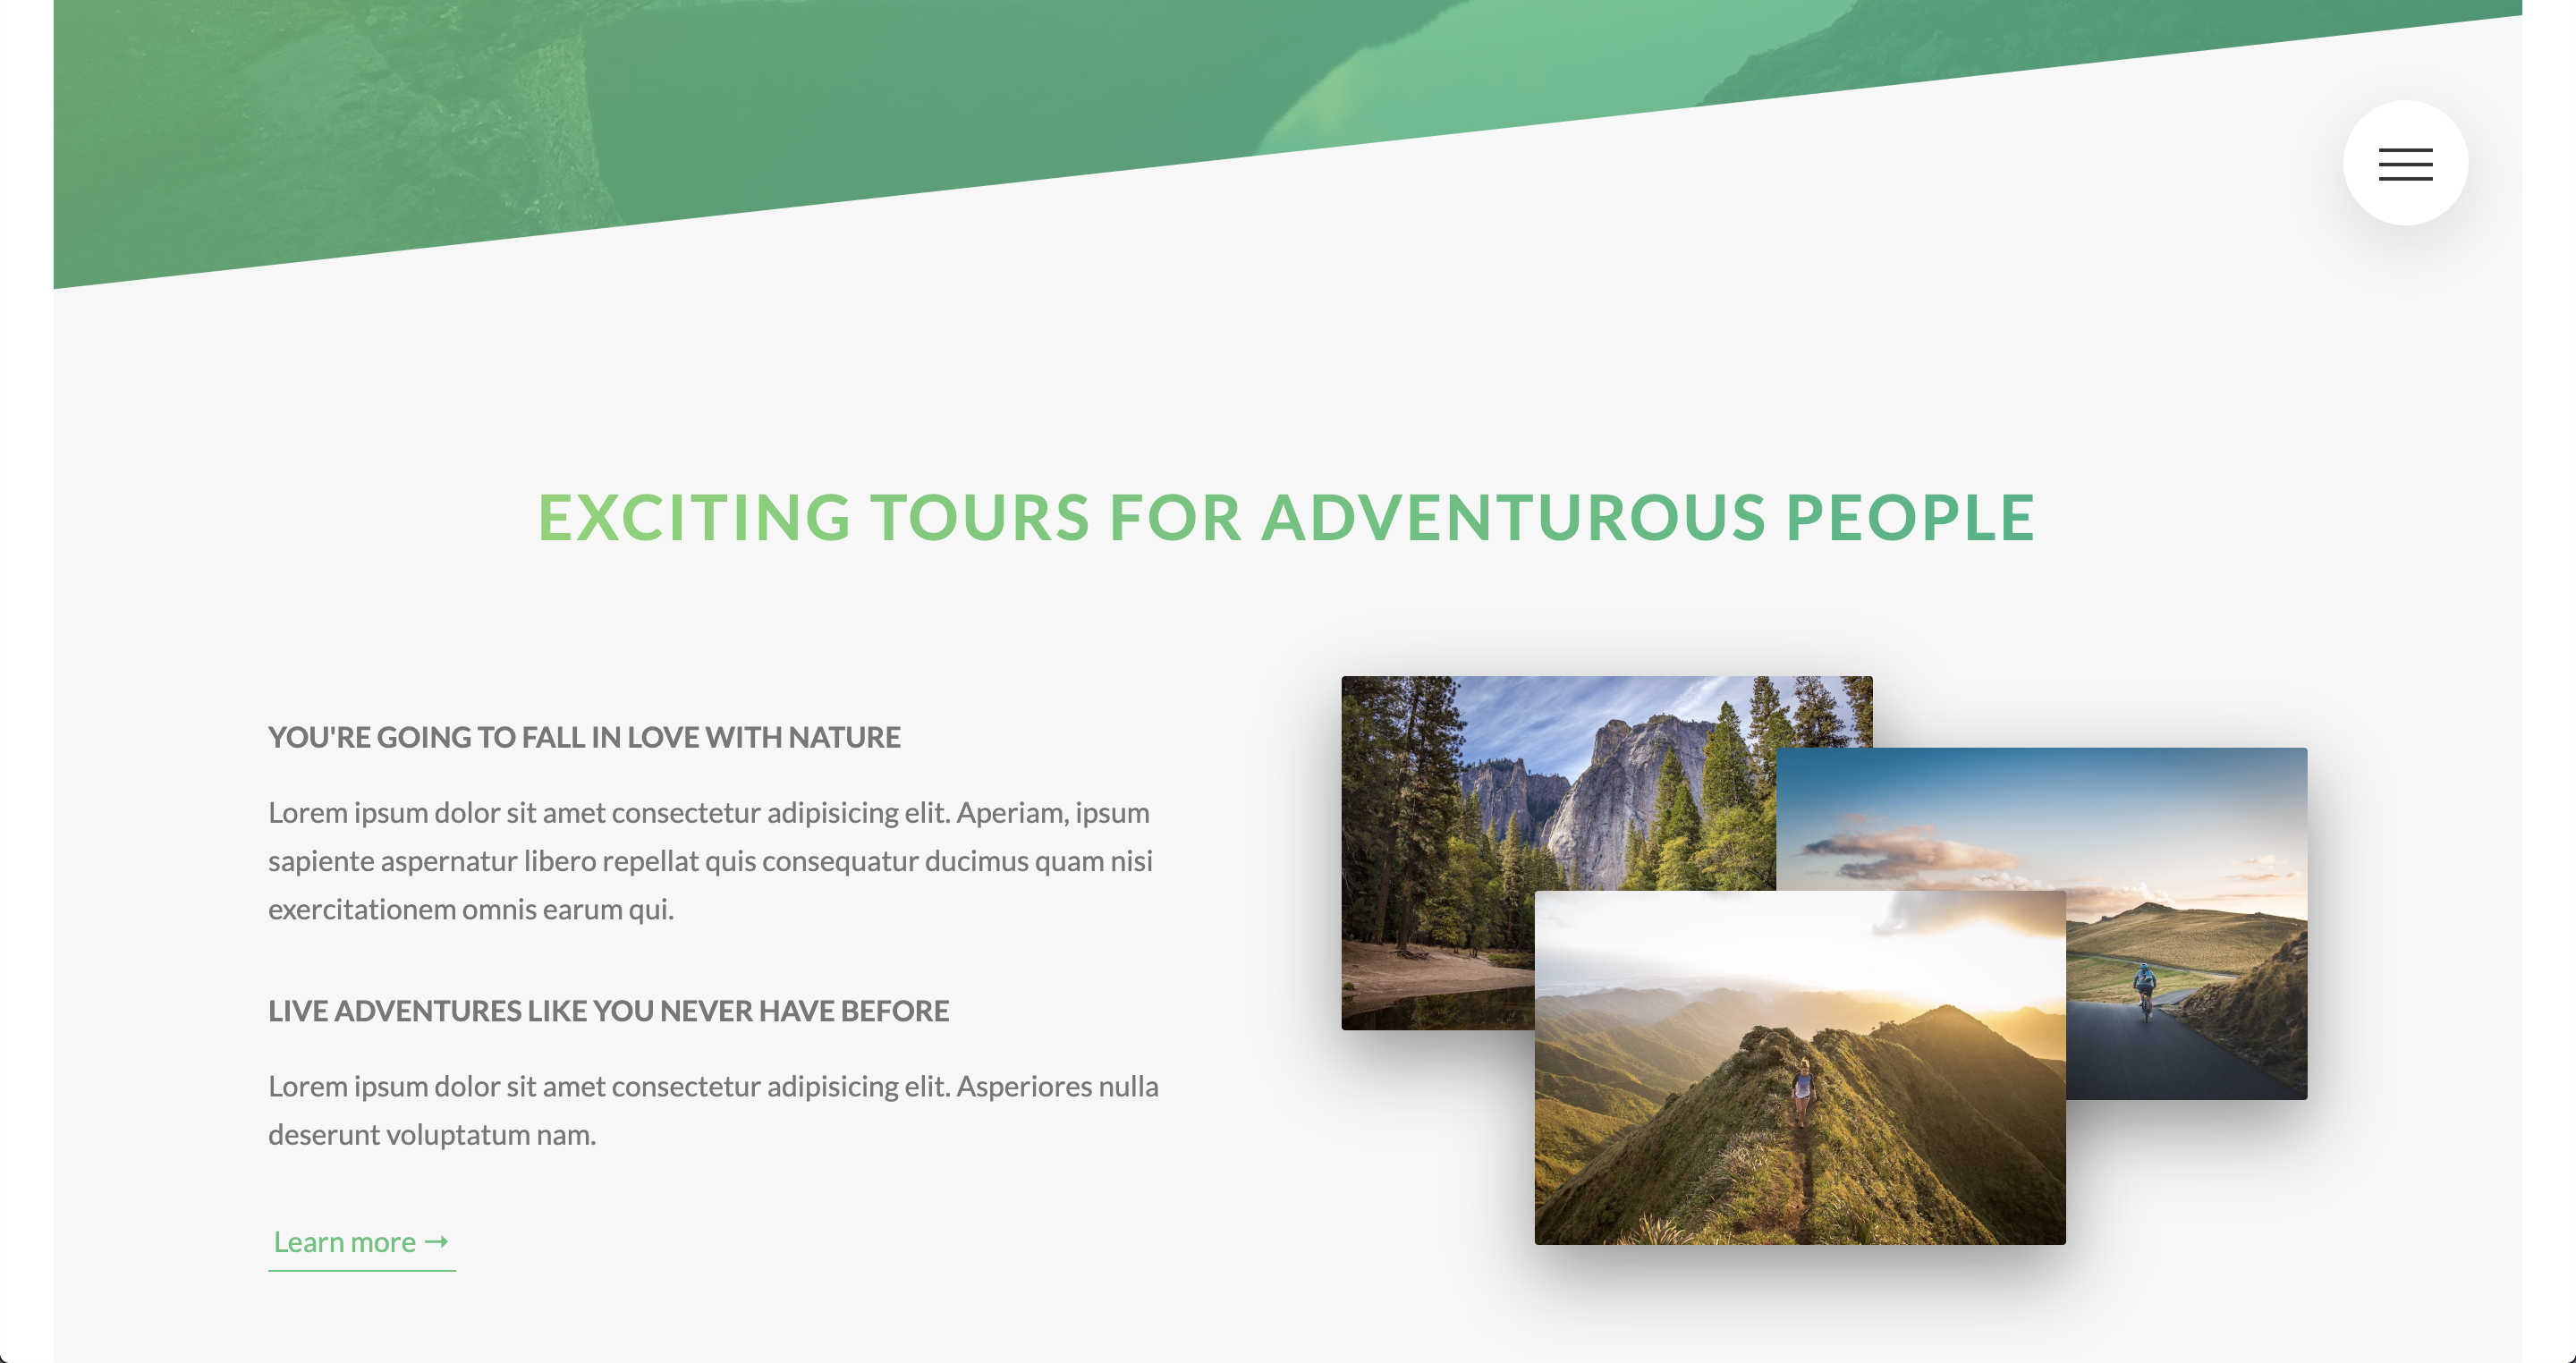 EXCITING TOURS FOR ADVENTUROUS PEOPLE
YOU'RE GOING TO FALL IN LOVE WITH NATURE
Lorem ipsum dolor sit amet consectetur adipisicing elit. Aperiam, ipsum
sapiente aspernatur libero repellat quis consequatur ducimus quam nisi
exercitationem omnis earum qui.
LIVE ADVENTURES LIKE YOU NEVER HAVE BEFORE
Lorem ipsum dolor sit amet consectetur adipisicing elit. Asperiores nulla
deserunt voluptatum nam.
Learn more →